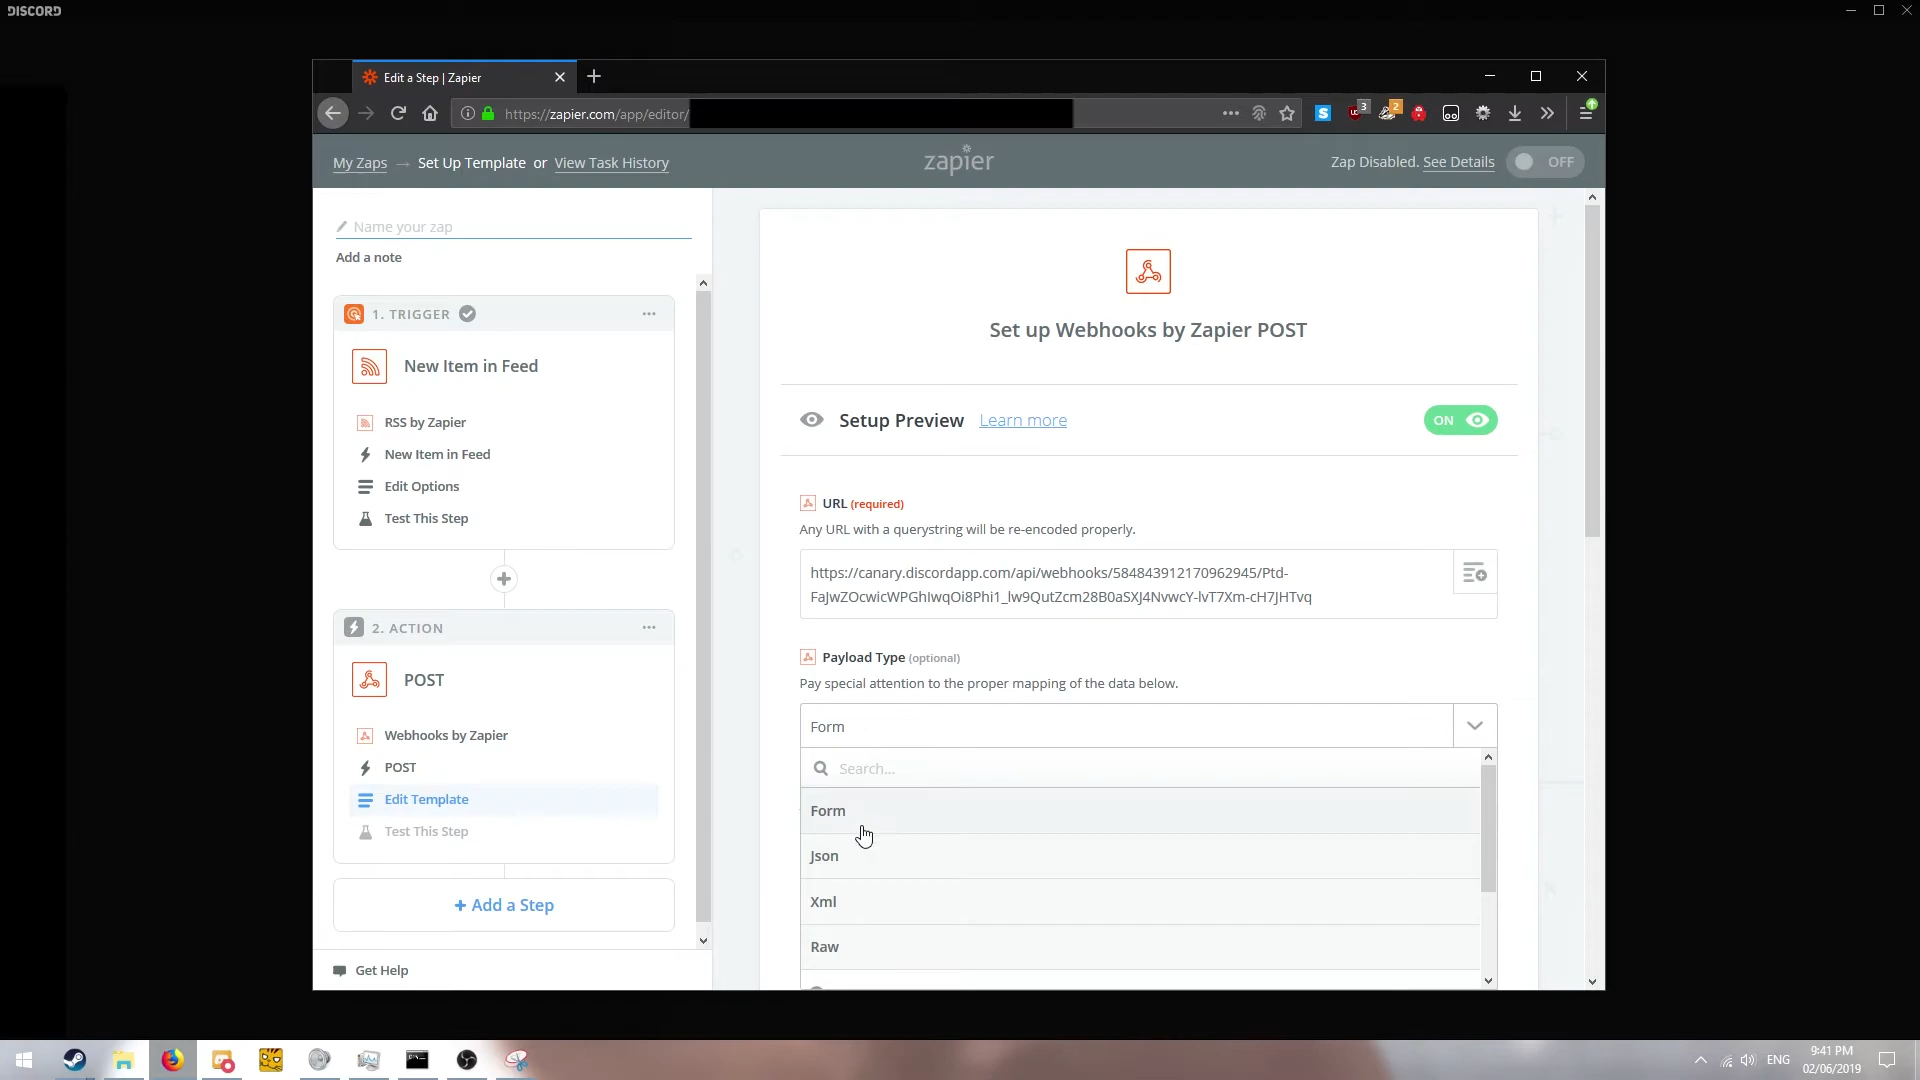 DISCORD
Edit a Step | Zapier
https://zapier.com/app/editor/
3
2
My Zaps → Set Up Template or View Task History
zapier
Zap Disabled. See Details
OFF
Name your zap
Add a note
1. TRIGGER
New Item in Feed
RSS by Zapier
New Item in Feed
Edit Options
Test This Step
2. ACTION
POST
Webhooks by Zapier
POST
Edit Template
Test This Step
+ Add a Step
Get Help
Set up Webhooks by Zapier POST
Setup Preview Learn more
ON
URL (required)
Any URL with a querystring will be re-encoded properly.
https://canary.discordapp.com/api/webhooks/584843912170962945/Ptd-
FaJwZOcwicWPGhIwqOi8Phi1_lw9QutZcm28B0aSXJ4NvwcY-lvT7Xm-cH7JHTvq
Payload Type (optional)
Pay special attention to the proper mapping of the data below.
Form
Search...
Form
Json
Xml
Raw
ENG
9:41 PM
02/06/2019